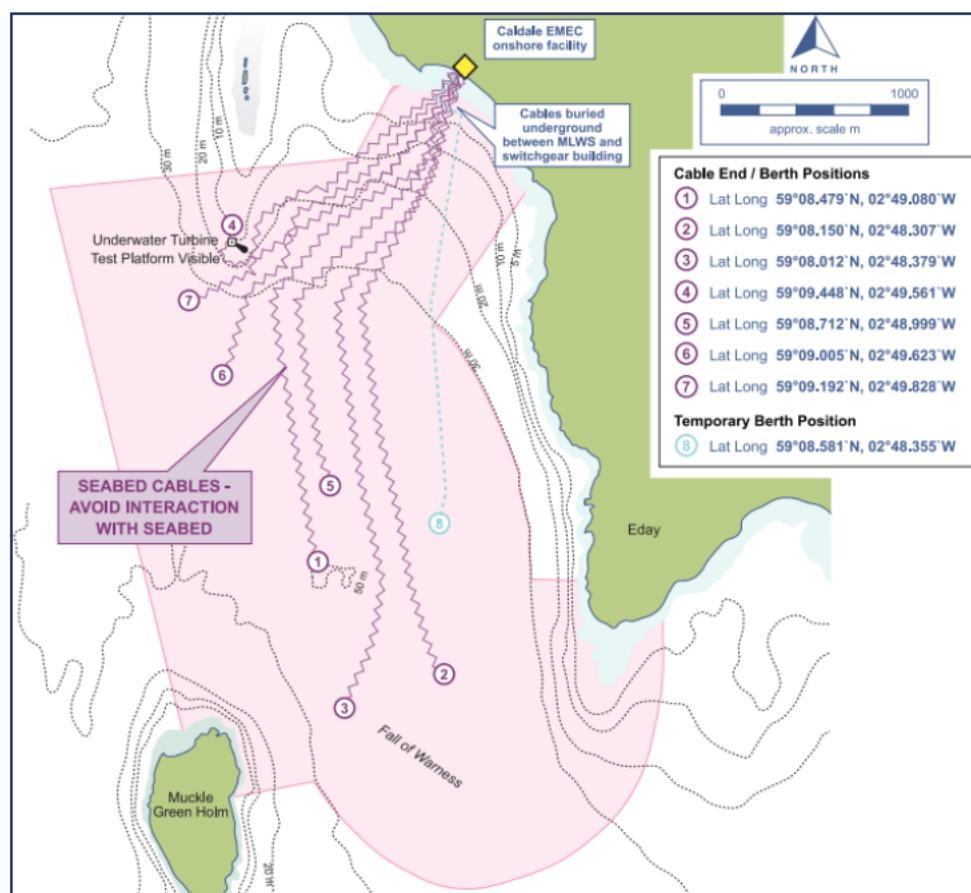 Caldale EMEC
onshore facility
NORTH
0 1000
approx. scale m
Cables buried
underground
between MLWS and
switchgear building
10 m
20 m
30 m
Cable End / Berth Positions
1 Lat Long 59°08.479`N, 02°49.080`W
2 Lat Long 59°08.150`N, 02°48.307`W
3 Lat Long 59°08.012`N, 02°48.379`W
4 Lat Long 59°09.448`N, 02°49.561`W
5 Lat Long 59°08.712`N, 02°48.999`W
6 Lat Long 59°09.005`N, 02°49.623`W
7 Lat Long 59°09.192`N, 02°49.828`W
Temporary Berth Position
8 Lat Long 59°08.581`N, 02°48.355`W
4
Underwater Turbine
Test Platform Visible
5 m
10 m
20 m
30 m
7
6
SEABED CABLES -
AVOID INTERACTION
WITH SEABED
5
8
Eday
1
50 m
2
3
Fall of Warness
Muckle
Green Holm
20 m